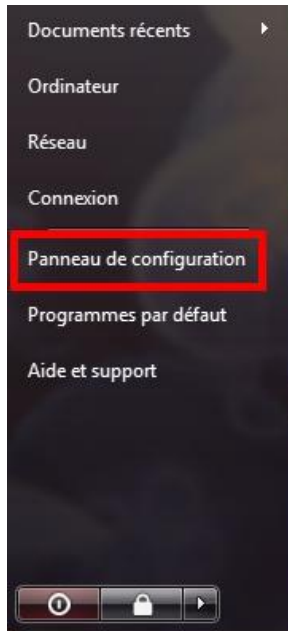 Documents récents
Ordinateur
Réseau
Connexion
Panneau de configuration
Programmes par défaut
Aide et support